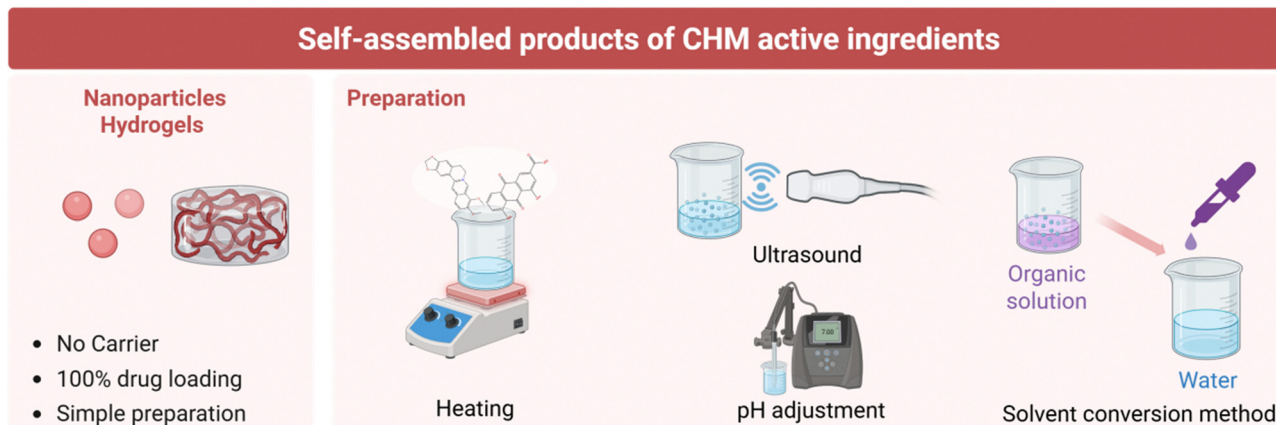 Self-assembled products of CHM active ingredients
Nanoparticles
Hydrogels
• No Carrier
• 100% drug loading
• Simple preparation
Preparation
Heating
Ultrasound
7.00
pH adjustment
Organic
solution
Water
Solvent conversion method